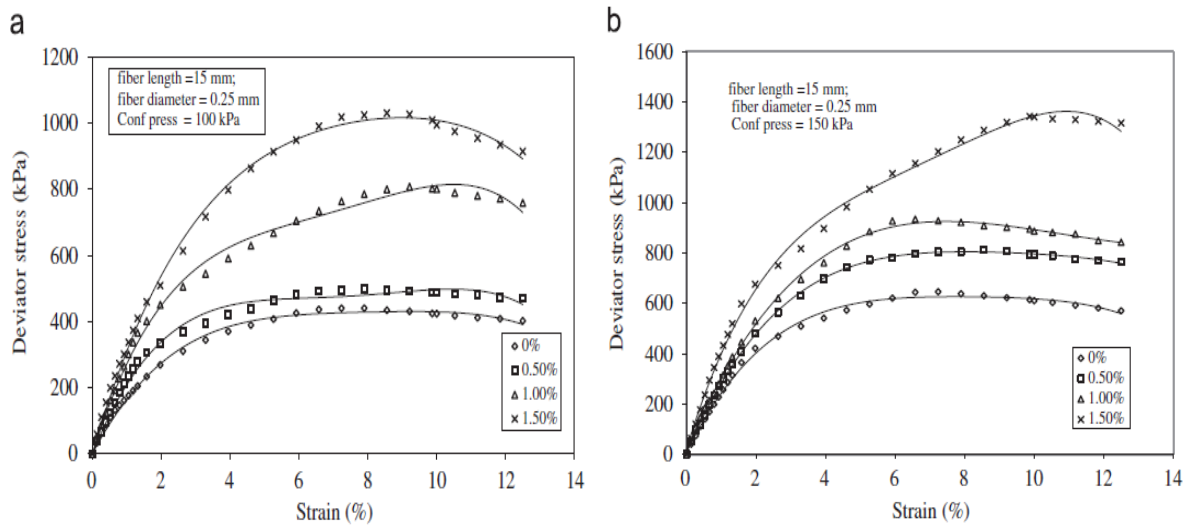 a
1200
1000
800
600
400
200
0
Deviator stress (kPa)
fiber length =15 mm;
fiber diameter = 0.25 mm
Conf press = 100 kPa
0%
0.50%
1.00%
1.50%
0 2 4 6 8 10 12 14
Strain (%)
b
1600
1400
1200
1000
800
600
400
200
0
Deviator stress (kPa)
fiber length =15 mm;
fiber diameter = 0.25 mm
Conf press = 150 kPa
0%
0.50%
1.00%
1.50%
0 2 4 6 8 10 12 14
Strain (%)